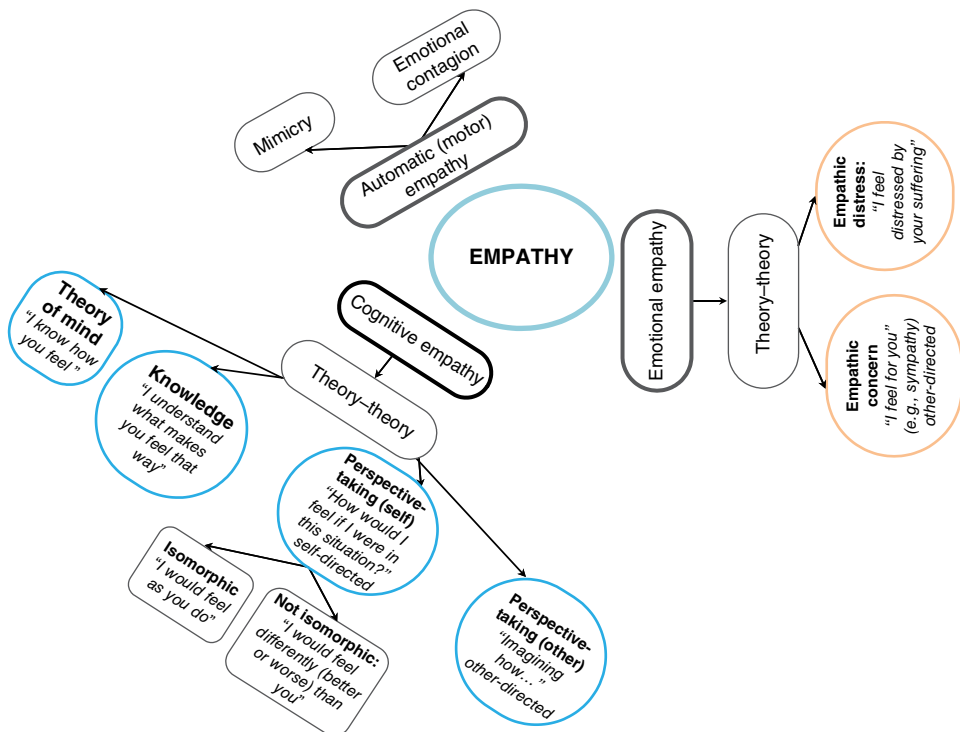 Emotional
contagion
Mimicry
Automatic (motor)
empathy
EMPATHY
Emotional empathy
Theory–theory
Empathic
distress:
“I feel
distressed by
your suffering”
Empathic
concern
“I feel for you”
(e.g., sympathy)
other-directed
Cognitive empathy
Theory–theory
Theory
of mind
“I know how
you feel ”
Knowledge
“I understand
what makes
you feel that
way”
Perspective-
taking (self)
“How would I
feel if I were in
this situation?”
self-directed
Isomorphic
“I would feel
as you do”
Not isomorphic:
“I would feel
differently (better
or worse) than
you”
Perspective-
taking (other)
“Imagining
how…”
other-directed